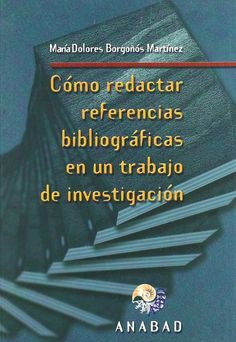 María Dolores Borgoñós Martínez
Cómo redactar
referencias
bibliográficas
en un trabajo
de investigación
ANABAD